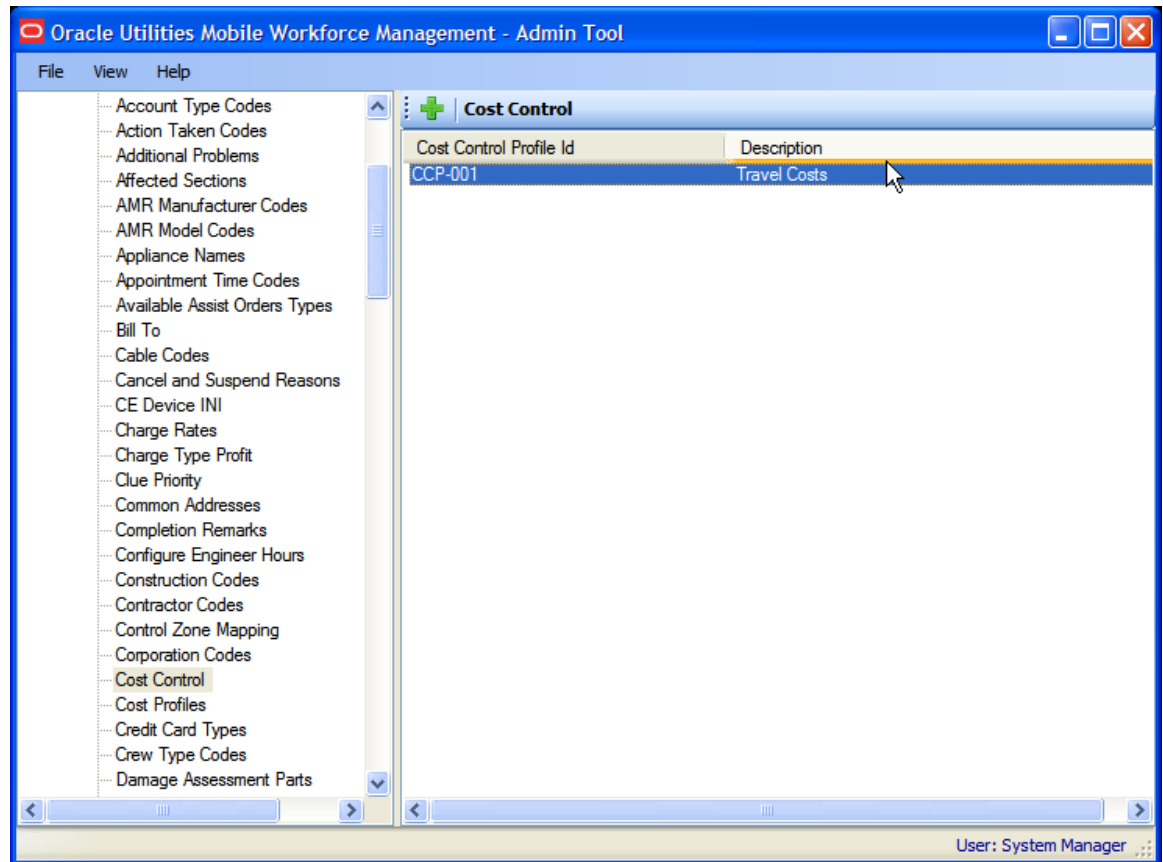 Oracle Utilities Mobile Workforce Management - Admin Tool
File View Help
Account Type Codes
Action Taken Codes
Additional Problems
Affected Sections
AMR Manufacturer Codes
AMR Model Codes
Appliance Names
Appointment Time Codes
Available Assist Orders Types
Bill To
Cable Codes
Cancel and Suspend Reasons
CE Device INI
Charge Rates
Charge Type Profit
Clue Priority
Common Addresses
Completion Remarks
Configure Engineer Hours
Construction Codes
Contractor Codes
Control Zone Mapping
Corporation Codes
Cost Control
Cost Profiles
Credit Card Types
Crew Type Codes
Damage Assessment Parts
Cost Control
Cost Control Profile Id Description
CCP-001 Travel Costs
User: System Manager